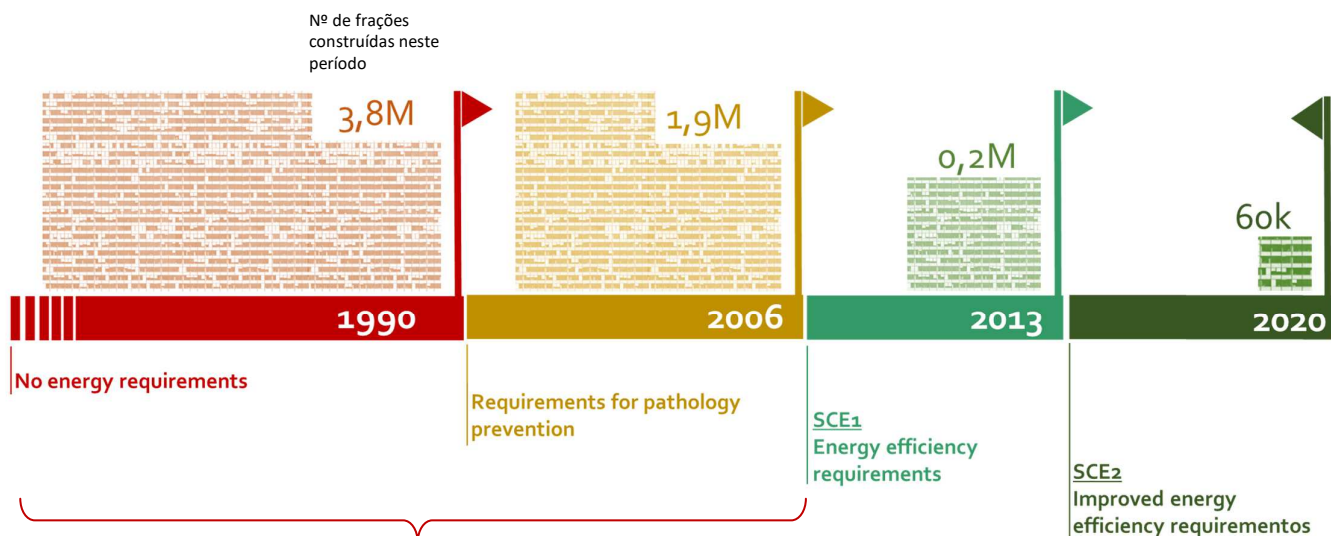 Nº de frações
construídas neste
período
3,8M
1,9M
0,2M
60k
1990
2006
2013
2020
No energy requirements
Requirements for pathology
prevention
SCE1
Energy efficiency
requirements
SCE2
Improved energy
efficiency requirementos